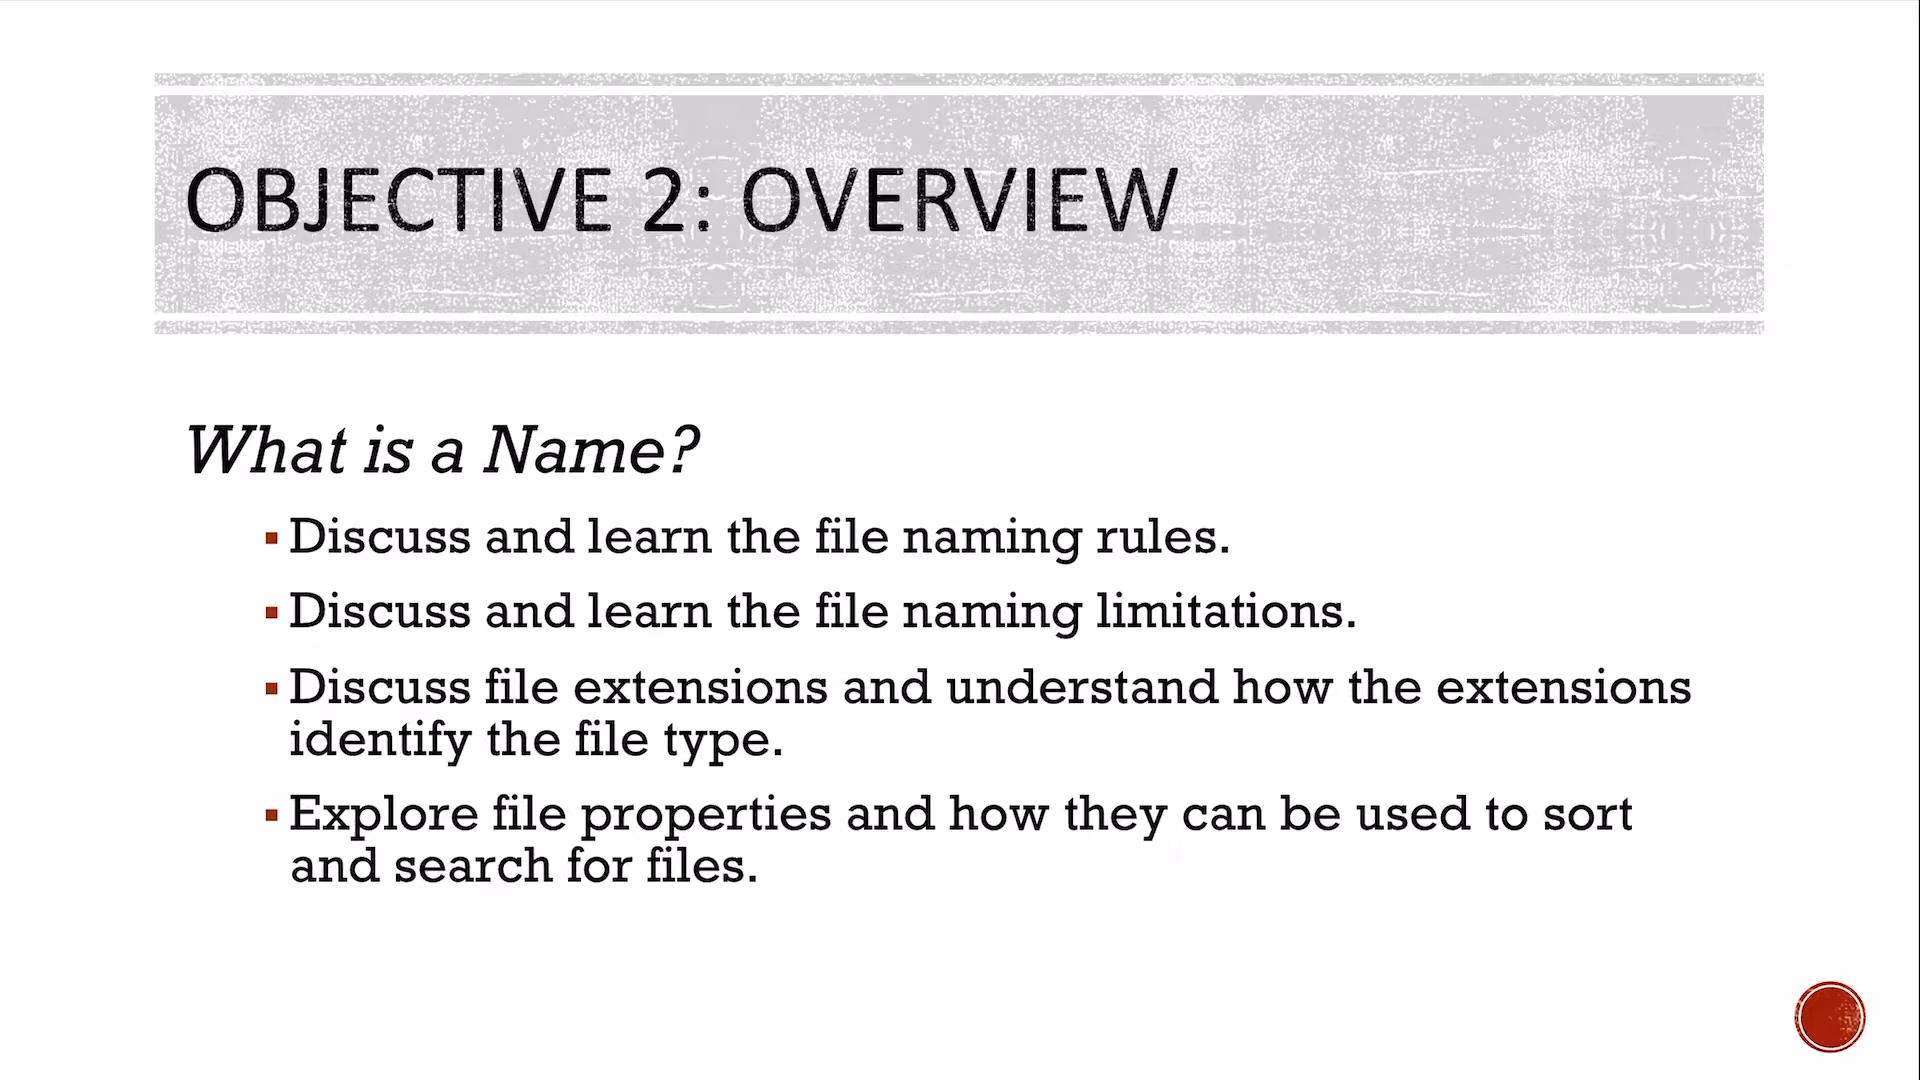 OBJECTIVE 2: OVERVIEW
What is a Name?
▪ Discuss and learn the file naming rules.
▪ Discuss and learn the file naming limitations.
▪ Discuss file extensions and understand how the extensions
identify the file type.
▪ Explore file properties and how they can be used to sort
and search for files.